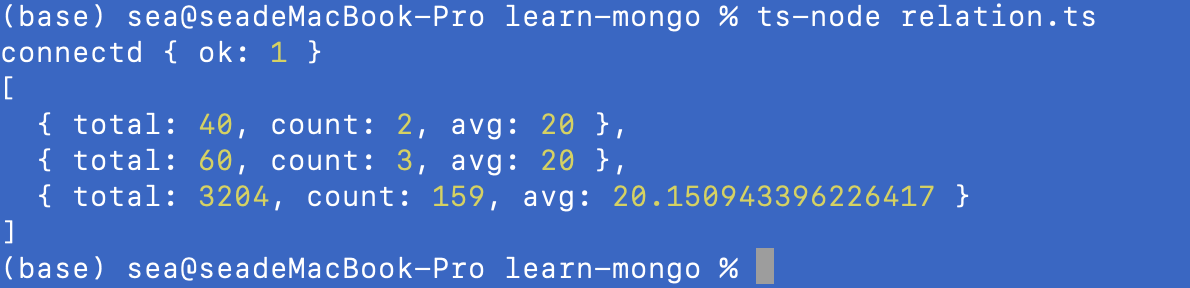 (base) sea@seadeMacBook-Pro learn-mongo % ts-node relation.ts
connectd { ok: 1 }
[
  { total: 40, count: 2, avg: 20 },
  { total: 60, count: 3, avg: 20 },
  { total: 3204, count: 159, avg: 20.150943396226417 }
]
(base) sea@seadeMacBook-Pro learn-mongo %